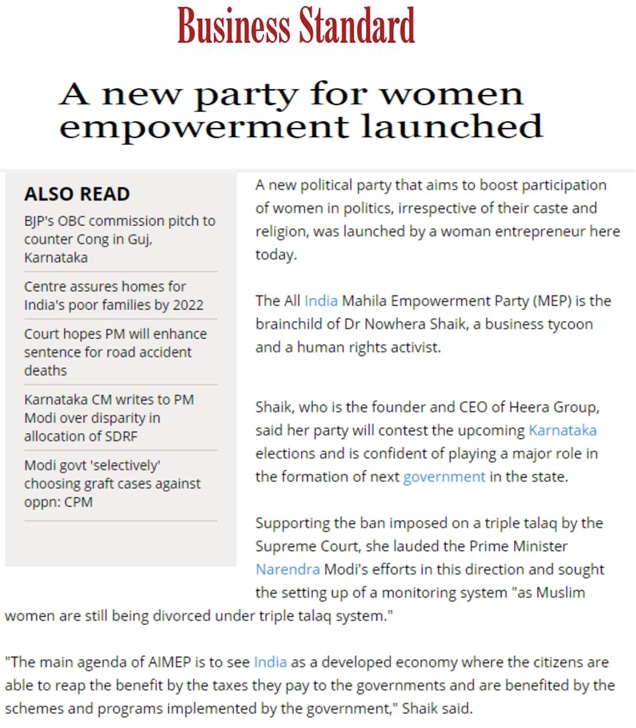 Business Standard
A new party for women
empowerment launched
ALSO READ
BJP's OBC commission pitch to
counter Cong in Guj,
Karnataka
Centre assures homes for
India's poor families by 2022
Court hopes PM will enhance
sentence for road accident
deaths
Karnataka CM writes to PM
Modi over disparity in
allocation of SDRF
Modi govt 'selectively'
choosing graft cases against
oppn: CPM
A new political party that aims to boost participation
of women in politics, irrespective of their caste and
religion, was launched by a woman entrepreneur here
today.
The All India Mahila Empowerment Party (MEP) is the
brainchild of Dr Nowhera Shaik, a business tycoon
and a human rights activist.
Shaik, who is the founder and CEO of Heera Group,
said her party will contest the upcoming Karnataka
elections and is confident of playing a major role in
the formation of next government in the state.
Supporting the ban imposed on a triple talaq by the
Supreme Court, she lauded the Prime Minister
Narendra Modi's efforts in this direction and sought
the setting up of a monitoring system "as Muslim
women are still being divorced under triple talaq system."
"The main agenda of AIMEP is to see India as a developed economy where the citizens are
able to reap the benefit by the taxes they pay to the governments and are benefited by the
schemes and programs implemented by the government," Shaik said.